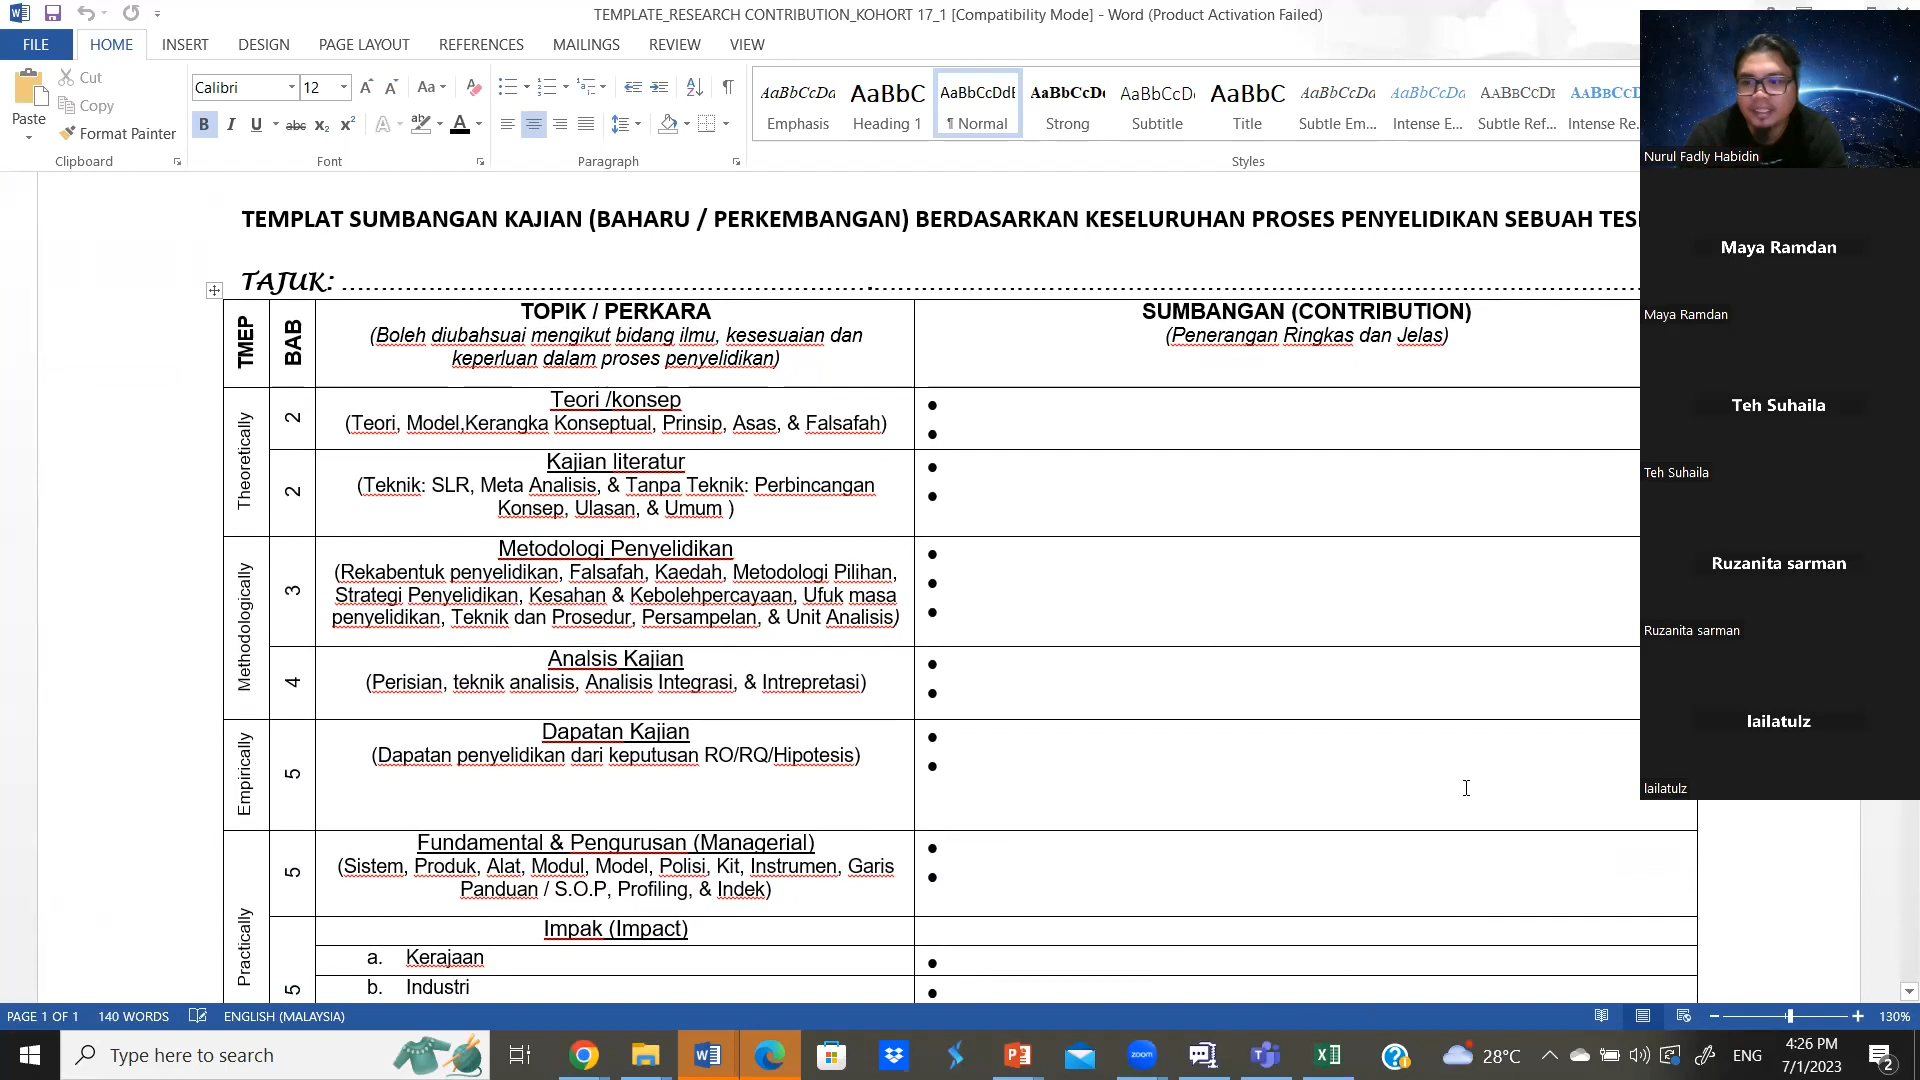 TEMPLATE_RESEARCH CONTRIBUTION_KOHORT 17_1 [Compatibility Mode] - Word (Product Activation Failed)
FILE HOME INSERT DESIGN PAGE LAYOUT REFERENCES MAILINGS REVIEW VIEW
Paste
Cut
Copy
Format Painter
Clipboard
Calibri 12
Font
Paragraph
AaBbCcDd Emphasis
AaBbC Heading 1
AaBbCcDdE ¶ Normal
AaBbCcDc Strong
AaBbCcDc Subtitle
AaBbC Title
AaBbCcDd Subtle Em...
AaBbCcDd Intense E...
AaBbCcDd Subtle Ref...
AaBbCcD Intense Re...
Styles
TEMPLAT SUMBANGAN KAJIAN (BAHARU / PERKEMBANGAN) BERDASARKAN KESELURUHAN PROSES PENYELIDIKAN SEBUAH TESI
TAJUK:
TMEP
BAB
TOPIK / PERKARA
(Boleh diubahsuai mengikut bidang ilmu, kesesuaian dan
keperluan dalam proses penyelidikan)
SUMBANGAN (CONTRIBUTION)
(Penerangan Ringkas dan Jelas)
Theoretically
2
Teori /konsep
(Teori, Model,Kerangka Konseptual, Prinsip, Asas, & Falsafah)
2
Kajian literatur
(Teknik: SLR, Meta Analisis, & Tanpa Teknik: Perbincangan
Konsep, Ulasan, & Umum )
Methodologically
3
Metodologi Penyelidikan
(Rekabentuk penyelidikan, Falsafah, Kaedah, Metodologi Pilihan,
Strategi Penyelidikan, Kesahan & Kebolehpercayaan, Ufuk masa
penyelidikan, Teknik dan Prosedur, Persampelan, & Unit Analisis)
4
Analsis Kajian
(Perisian, teknik analisis, Analisis Integrasi, & Intrepretasi)
Empirically
5
Dapatan Kajian
(Dapatan penyelidikan dari keputusan RO/RQ/Hipotesis)
Practically
5
Fundamental & Pengurusan (Managerial)
(Sistem, Produk, Alat, Modul, Model, Polisi, Kit, Instrumen, Garis
Panduan / S.O.P, Profiling, & Indek)
5
Impak (Impact)
a. Kerajaan
b. Industri
Nurul Fadly Habidin
Maya Ramdan
Maya Ramdan
Teh Suhaila
Teh Suhaila
Ruzanita sarman
Ruzanita sarman
lailatulz
lailatulz
PAGE 1 OF 1 140 WORDS ENGLISH (MALAYSIA) 130%
Type here to search
zoom
28°C
ENG
4:26 PM
7/1/2023
2